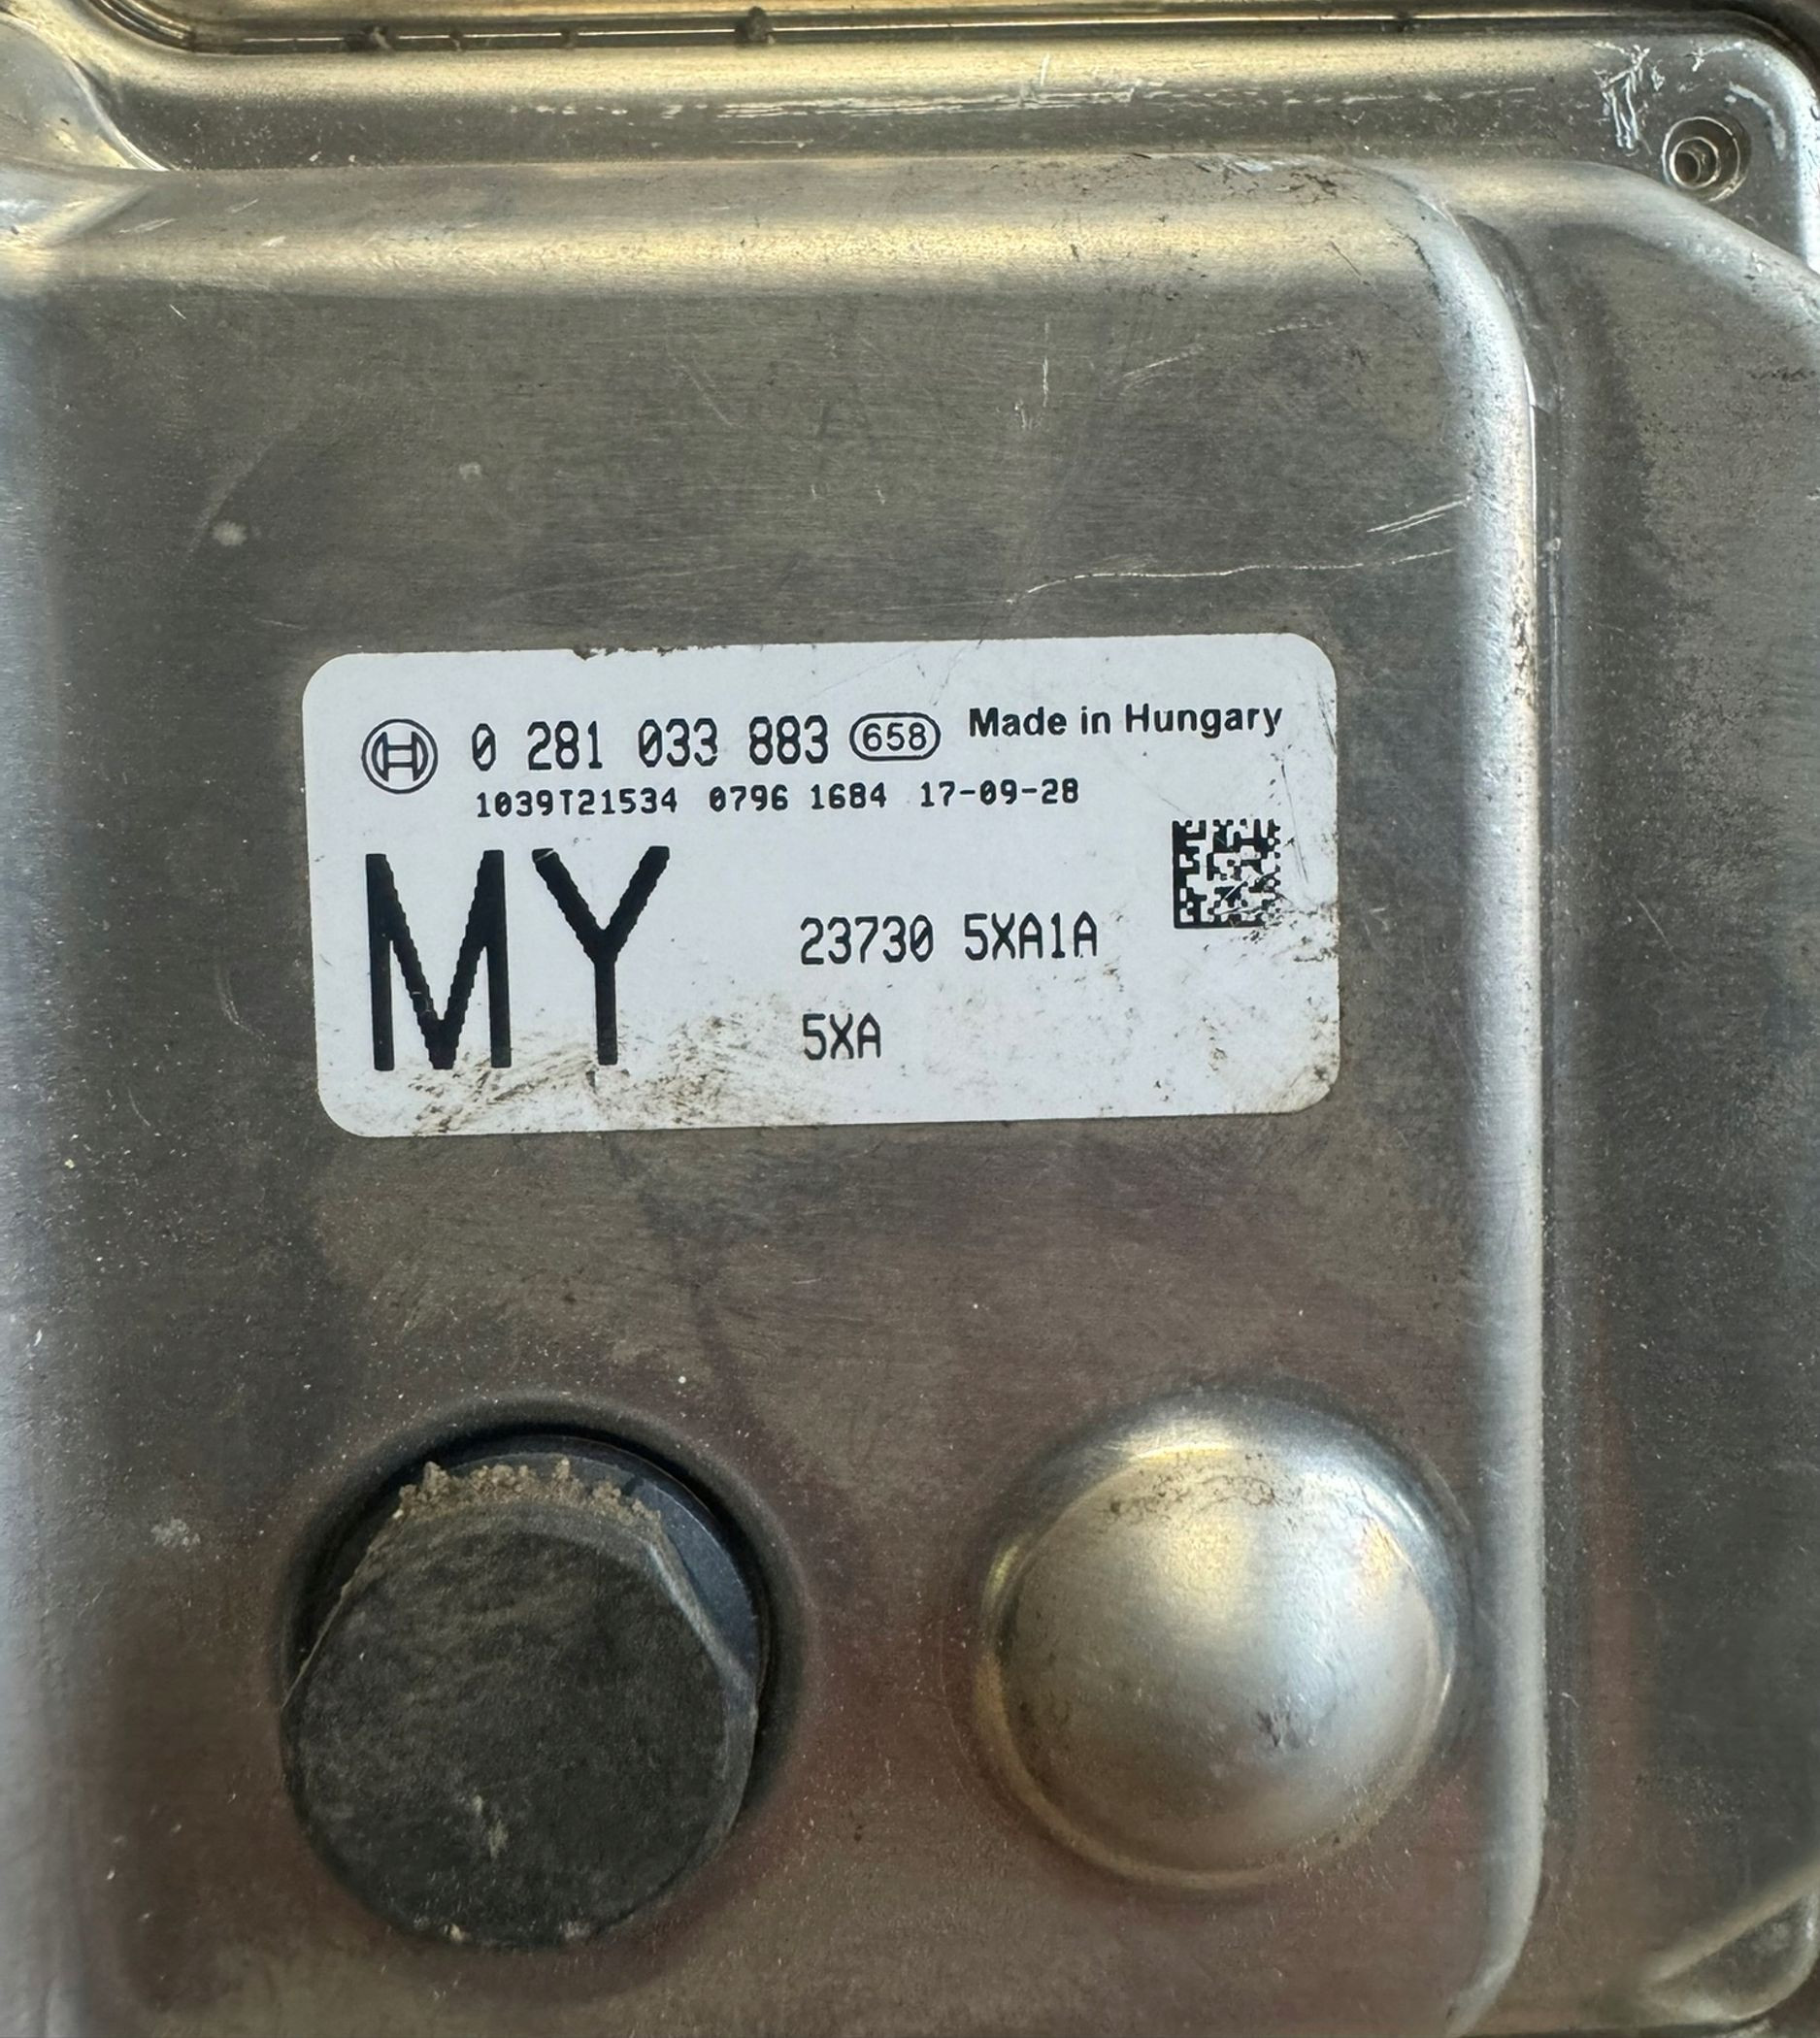 0 281 033 883 658 Made in Hungary
1039T21534 0796 1684 17-09-28
MY
23730 5XA1A
5XA